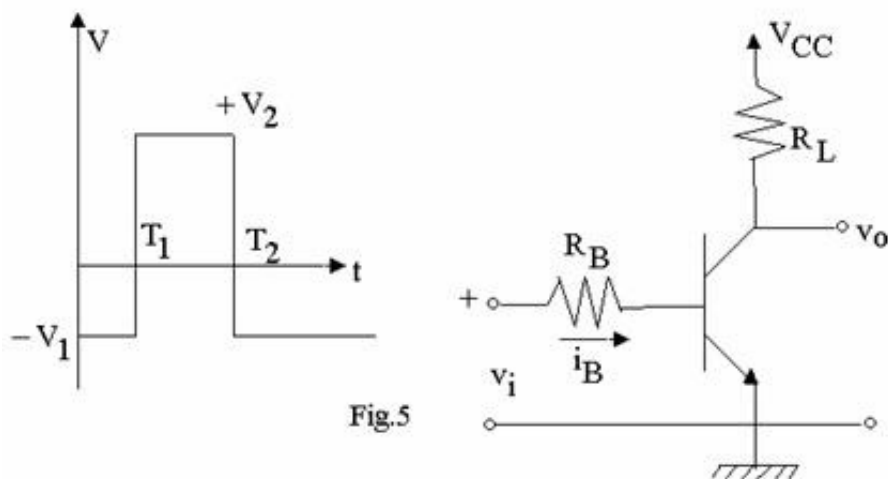 V
+ V2
T1
T2
t
− V1
Fig.5
VCC
RL
vo
RB
+
iB
vi